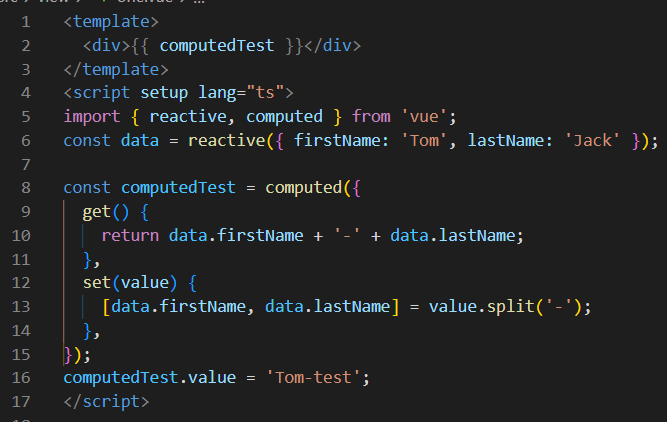 1 <template>
2 <div>{{ computedTest }}</div>
3 </template>
4 <script setup lang="ts">
5 import { reactive, computed } from 'vue';
6 const data = reactive({ firstName: 'Tom', lastName: 'Jack' });
7
8 const computedTest = computed({
9 get() {
10 return data.firstName + '-' + data.lastName;
11 },
12 set(value) {
13 [data.firstName, data.lastName] = value.split('-');
14 },
15 });
16 computedTest.value = 'Tom-test';
17 </script>